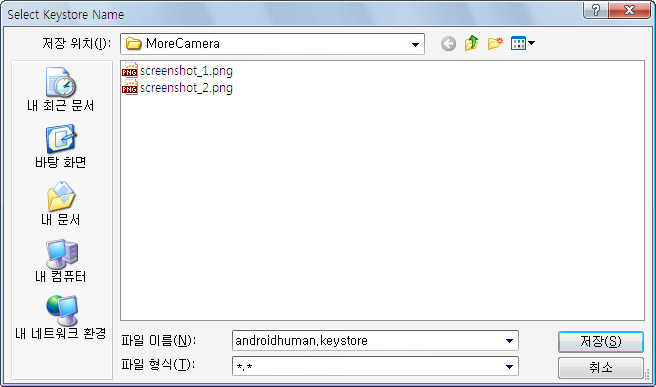 Select Keystore Name
저장 위치(I):
MoreCamera
screenshot_1.png
screenshot_2.png
내 최근 문서
바탕 화면
내 문서
내 컴퓨터
내 네트워크 환경
파일 이름(N):
androidhuman.keystore
저장(S)
파일 형식(T):
*.*
취소